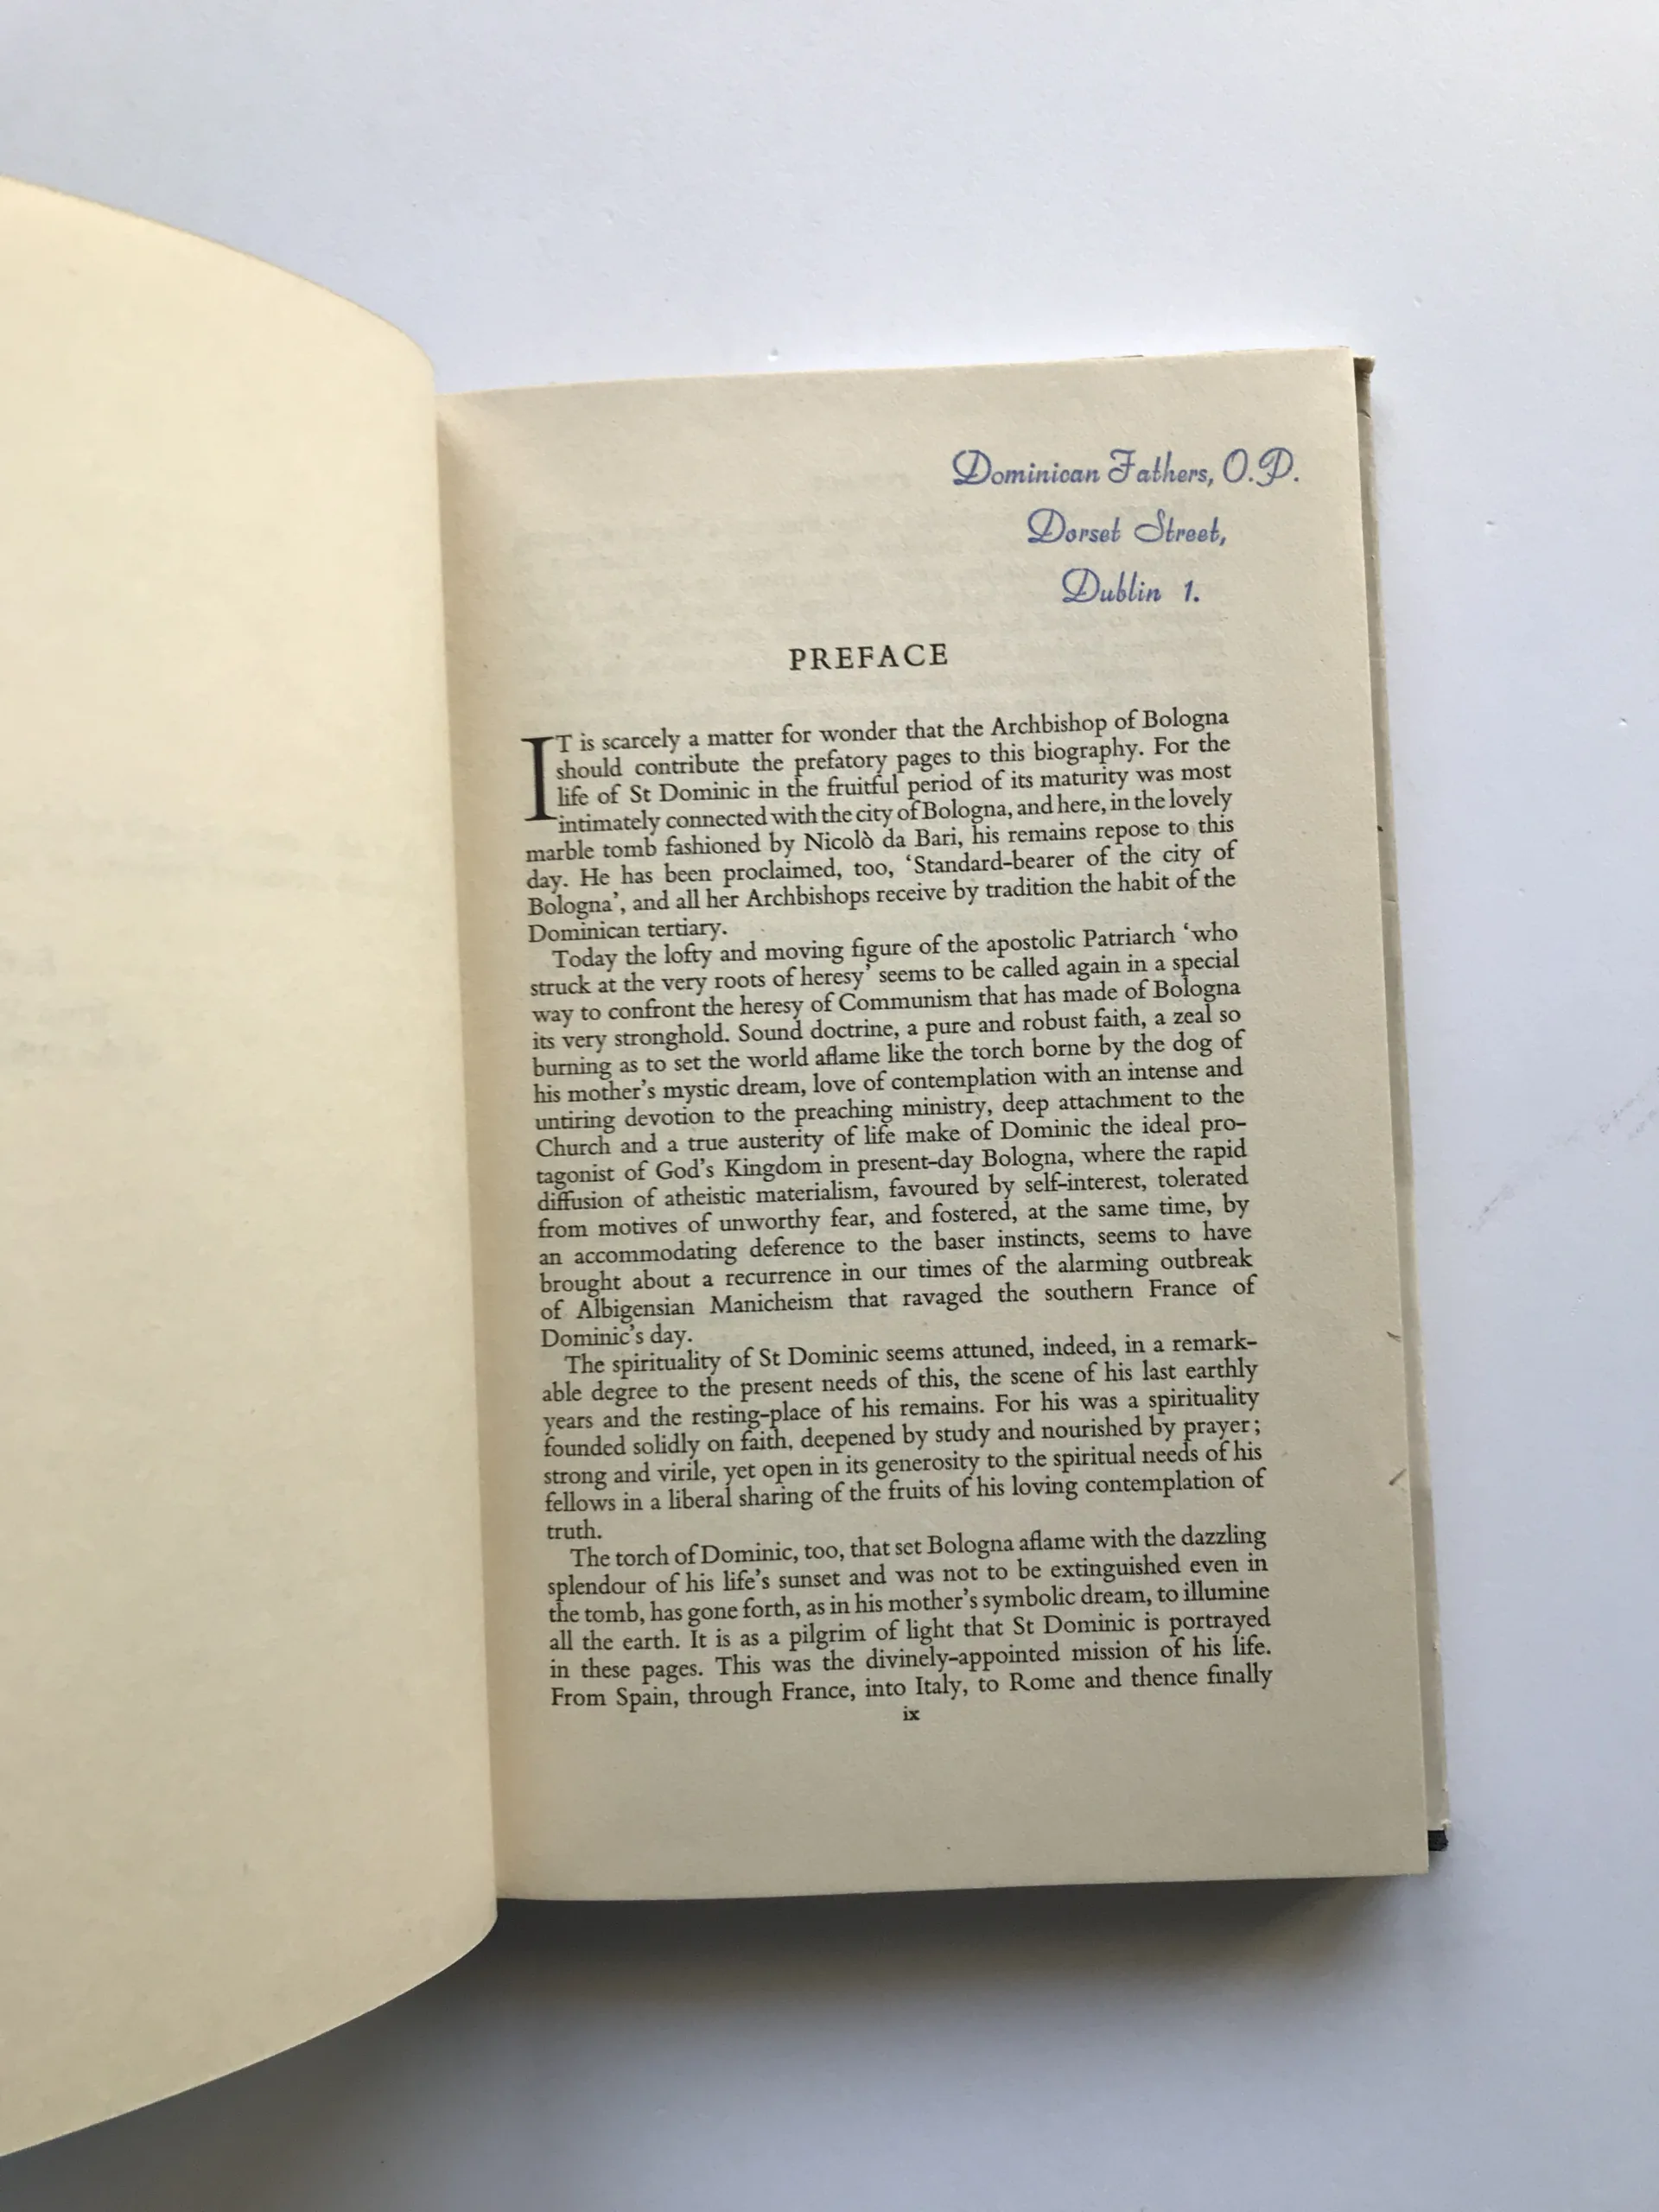 Dominican Fathers, O.P.
Dorset Street,
Dublin 1.
PREFACE
IT is scarcely a matter for wonder that the Archbishop of Bologna
should contribute the prefatory pages to this biography. For the
life of St Dominic in the fruitful period of its maturity was most
intimately connected with the city of Bologna, and here, in the lovely
marble tomb fashioned by Nicolò da Bari, his remains repose to this
day. He has been proclaimed, too, ‘Standard-bearer of the city of
Bologna’, and all her Archbishops receive by tradition the habit of the
Dominican tertiary.
Today the lofty and moving figure of the apostolic Patriarch ‘who
struck at the very roots of heresy’ seems to be called again in a special
way to confront the heresy of Communism that has made of Bologna
its very stronghold. Sound doctrine, a pure and robust faith, a zeal so
burning as to set the world aflame like the torch borne by the dog of
his mother’s mystic dream, love of contemplation with an intense and
untiring devotion to the preaching ministry, deep attachment to the
Church and a true austerity of life make of Dominic the ideal pro-
tagonist of God’s Kingdom in present-day Bologna, where the rapid
diffusion of atheistic materialism, favoured by self-interest, tolerated
from motives of unworthy fear, and fostered, at the same time, by
an accommodating deference to the baser instincts, seems to have
brought about a recurrence in our times of the alarming outbreak
of Albigensian Manicheism that ravaged the southern France of
Dominic’s day.
The spirituality of St Dominic seems attuned, indeed, in a remark-
able degree to the present needs of this, the scene of his last earthly
years and the resting-place of his remains. For his was a spirituality
founded solidly on faith, deepened by study and nourished by prayer;
strong and virile, yet open in its generosity to the spiritual needs of his
fellows in a liberal sharing of the fruits of his loving contemplation of
truth.
The torch of Dominic, too, that set Bologna aflame with the dazzling
splendour of his life’s sunset and was not to be extinguished even in
the tomb, has gone forth, as in his mother’s symbolic dream, to illumine
all the earth. It is as a pilgrim of light that St Dominic is portrayed
in these pages. This was the divinely-appointed mission of his life.
From Spain, through France, into Italy, to Rome and thence finally
ix